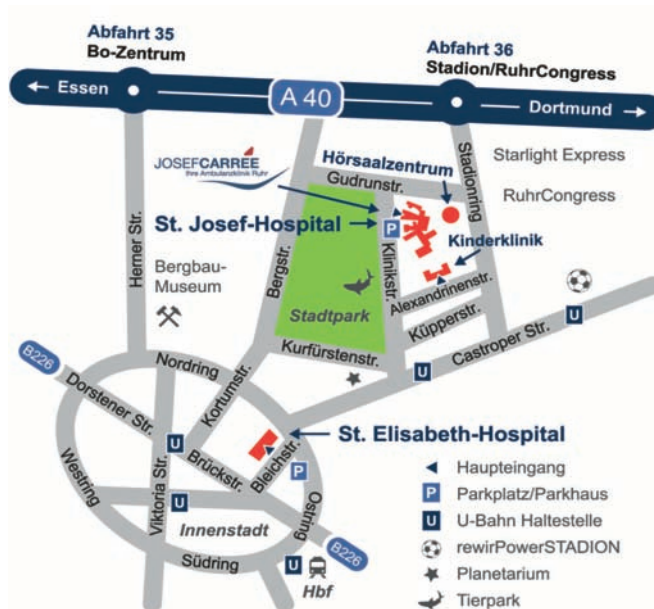 Abfahrt 35
Bo-Zentrum
Abfahrt 36
Stadion/RuhrCongress
Essen
A 40
Dortmund
JOSEFCARRÉE
Ihre Ambulanzklinik Ruhr
Hörsaalzentrum
Gudrunstr.
Stadionring
Starlight Express
RuhrCongress
St. Josef-Hospital
P
Kinderklinik
Herner Str.
Bergstr.
Klinikstr.
Bergbau-
Museum
Stadtpark
Alexandrinenstr.
Küpperstr.
Castroper Str.
U
Kurfürstenstr.
U
B226
Nordring
Dorstener Str.
Kortumstr.
St. Elisabeth-Hospital
U
Brückstr.
Bleichstr.
P
Westring
Viktoria Str.
U
Innenstadt
Ostring
B226
Südring
U
Hbf
Haupteingang
P Parkplatz/Parkhaus
U U-Bahn Haltestelle
rewirPowerSTADION
Planetarium
Tierpark